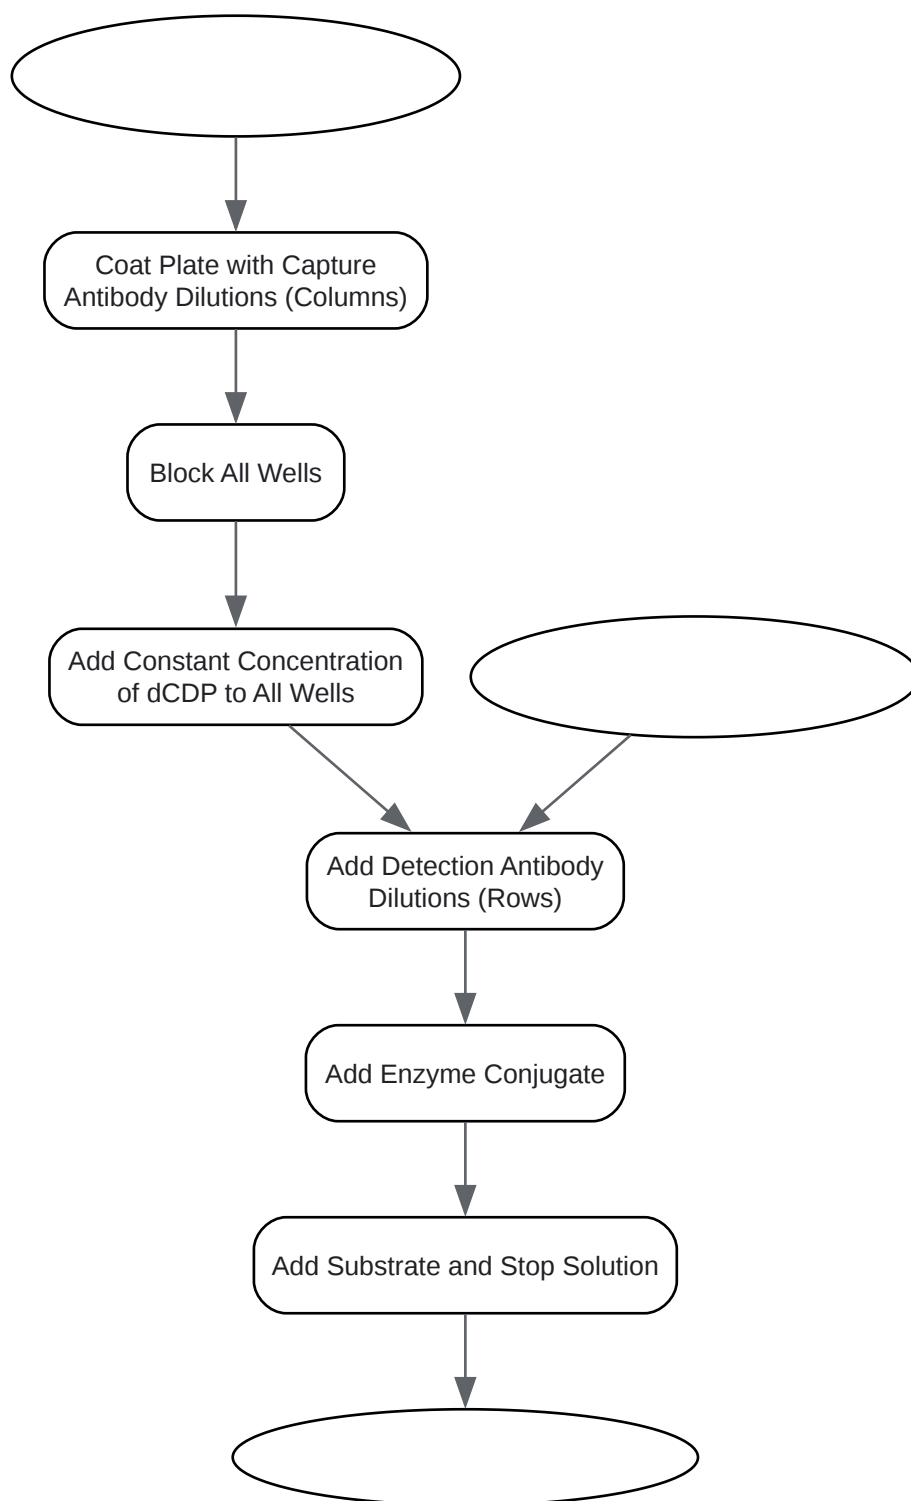 Coat Plate with Capture
Antibody Dilutions (Columns)
Block All Wells
Add Constant Concentration
of dCDP to All Wells
Add Detection Antibody
Dilutions (Rows)
Add Enzyme Conjugate
Add Substrate and Stop Solution